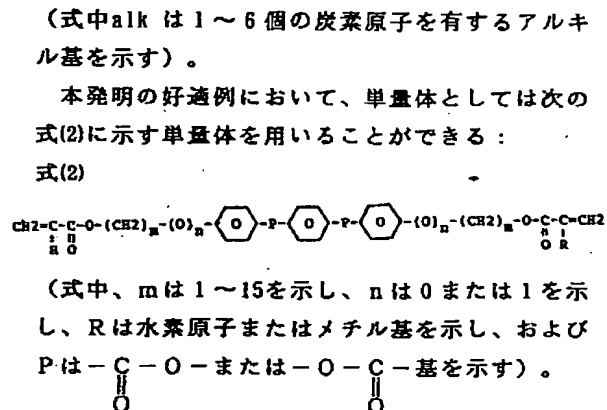 (式中alk は1～6個の炭素原子を有するアルキ
ル基を示す)。
本発明の好適例において、単量体としては次の
式(2)に示す単量体を用いることができる:
式(2)
CH2=C-C-O-(CH2)m-(O)n-O-P-O-P-O-(O)n-(CH2)m-O-C-C=CH2
R O O R
(式中、mは1～15を示し、nは0または1を示
し、Rは水素原子またはメチル基を示し、および
Pは-C-O-または-O-C-基を示す)。
O O